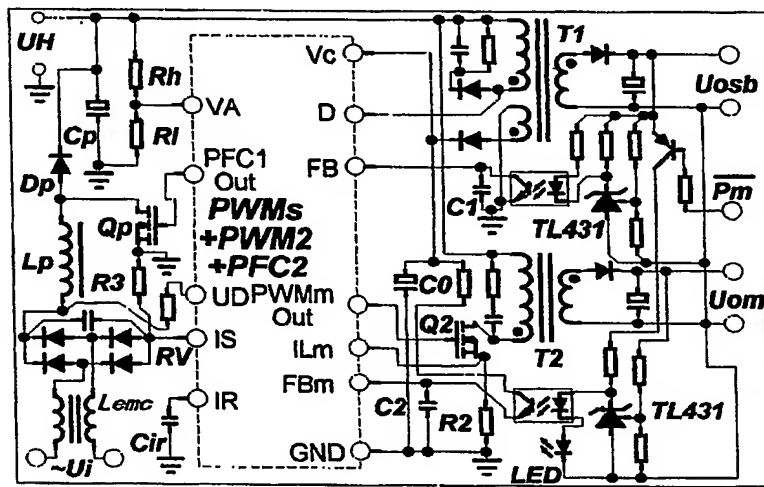 UH
Rh
VA
Cp
Rl
Dp
PFC1
Out
Qp
PWMs
+PWM2
+PFC2
Lp
R3
UD
PWMm
Out
IS
RV
ILm
Lemc
IR
FBm
Cir
GND
~Ui
Vc
D
FB
C1
T1
Uosb
Pm
TL431
C0
Q2
T2
Uom
C2
R2
TL431
LED